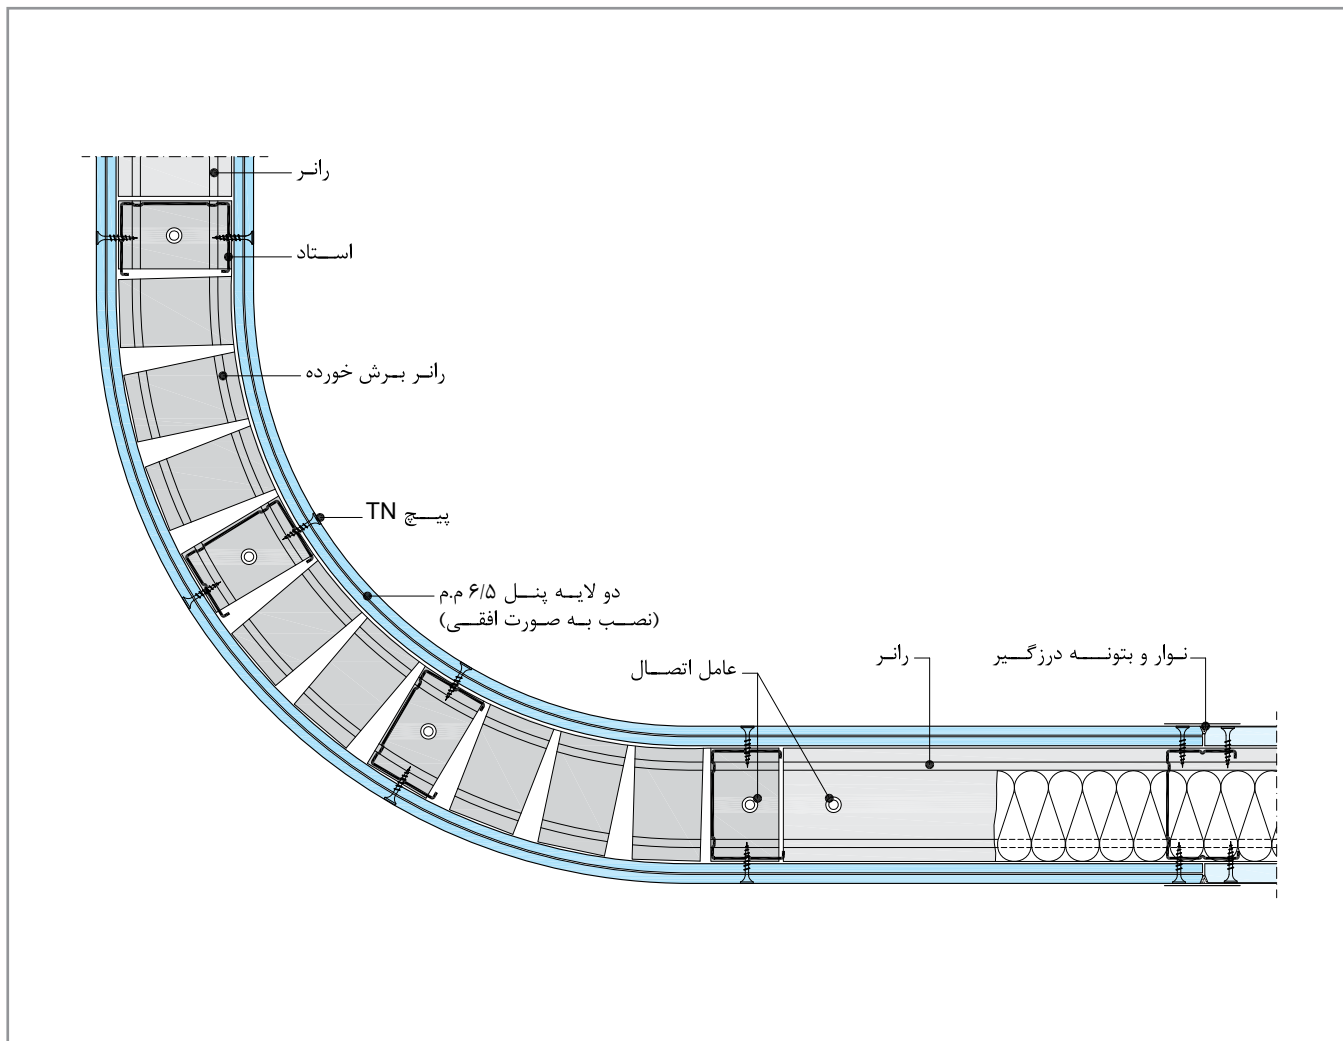 رانر
استاد
رانر برش خورده
پیچ TN
دو لایه پنل ۶/۵ م.م
(نصب به صورت افقی)
نوار و بتونه درزگیر
رانر
عامل اتصال